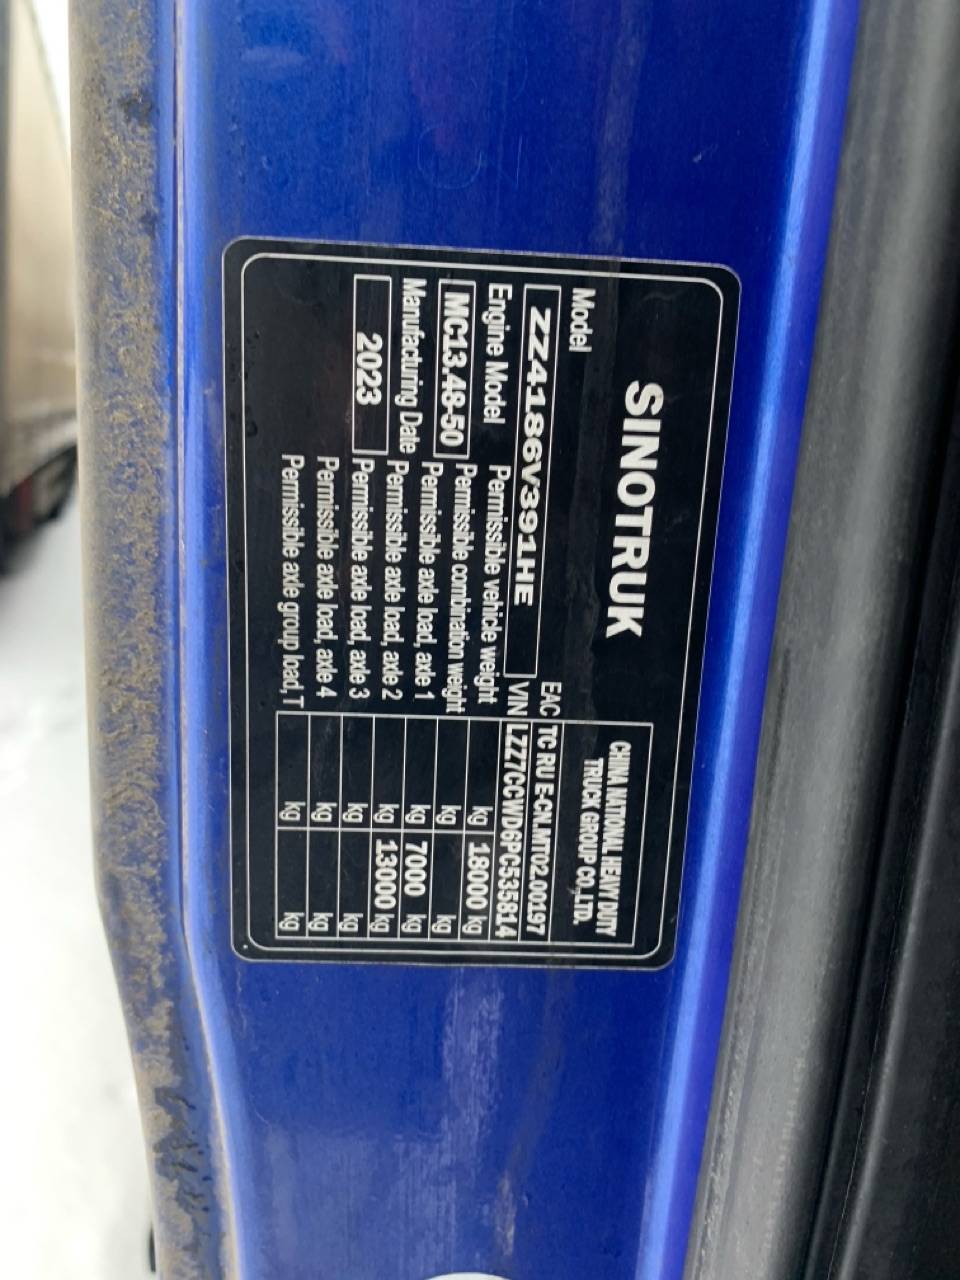 SINOTRUK
CHINA NATIONAL HEAVY DUTY
TRUCK GROUP CO.,LTD.
Model
EAC TC RU E-CN.MT02.00197
ZZ4186V391HE
VIN LZZ7CCWD6PC535814
Engine Model
Permissible vehicle weight kg 18000 kg
MC13.48-50
Permissible combination weight kg kg
Permissible axle load, axle 1 kg 7000 kg
Manufacturing Date
Permissible axle load, axle 2 kg 13000 kg
2023
Permissible axle load, axle 3 kg kg
Permissible axle load, axle 4 kg kg
Permissible axle group load, T kg kg